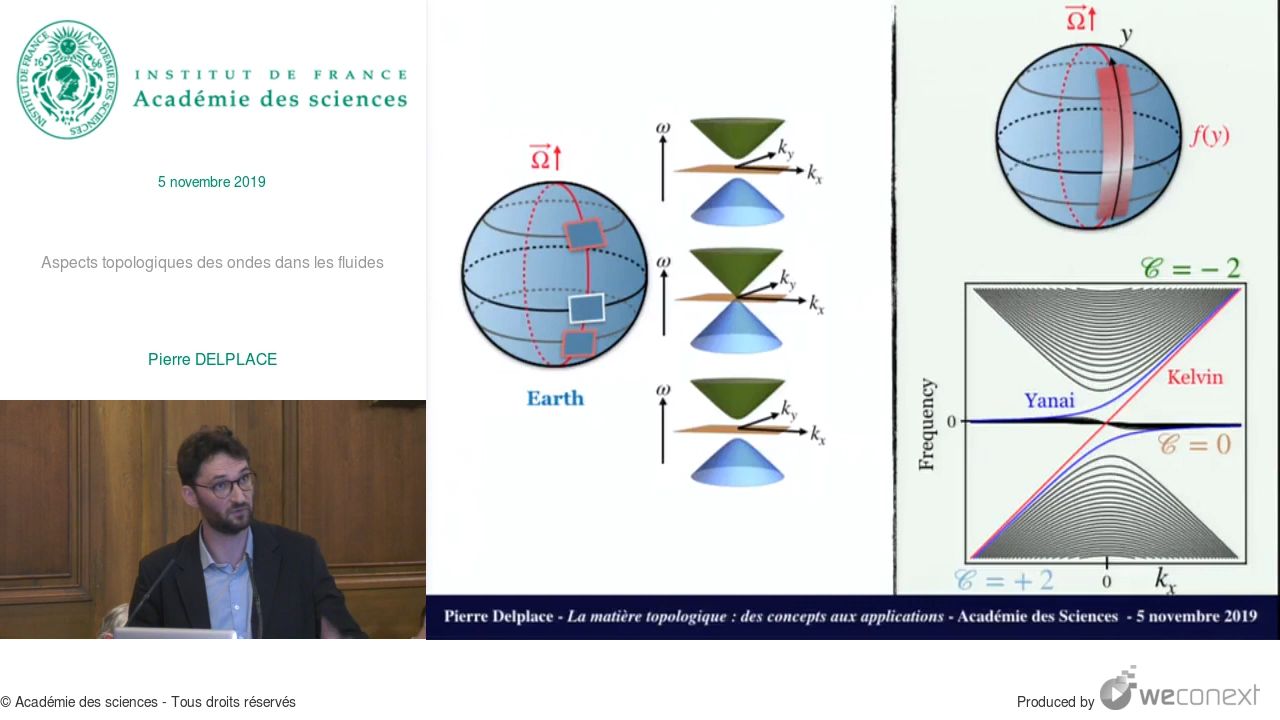 INSTITUT DE FRANCE
Académie des sciences
5 novembre 2019
Aspects topologiques des ondes dans les fluides
Pierre DELPLACE
Ω
Earth
ω
k_y
k_x
ω
k_y
k_x
ω
k_y
k_x
Ω
y
f(y)
𝒞 = − 2
Frequency
0
Yanai
Kelvin
𝒞 = 0
𝒞 = + 2
0
k_x
Pierre Delplace - La matière topologique : des concepts aux applications - Académie des Sciences - 5 novembre 2019
© Académie des sciences - Tous droits réservés
Produced by weconext